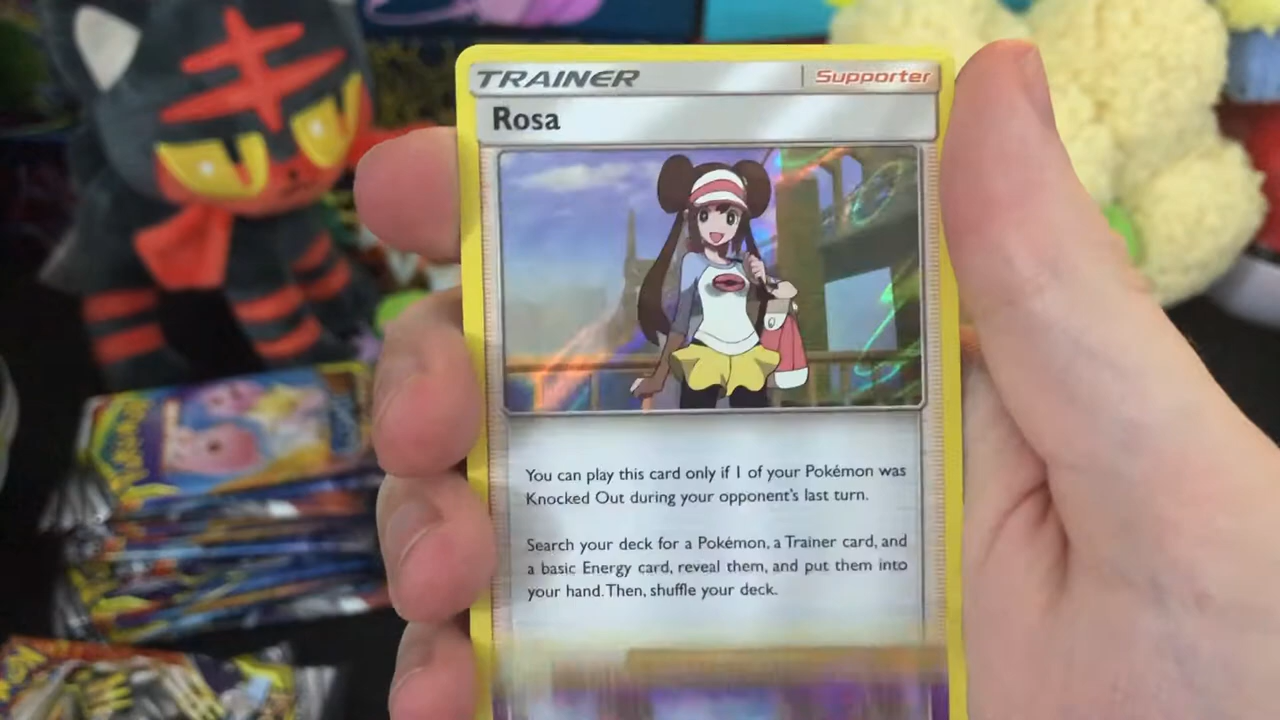 TRAINER Supporter
Rosa
You can play this card only if 1 of your Pokémon was
Knocked Out during your opponent's last turn.
Search your deck for a Pokémon, a Trainer card, and
a basic Energy card, reveal them, and put them into
your hand. Then, shuffle your deck.